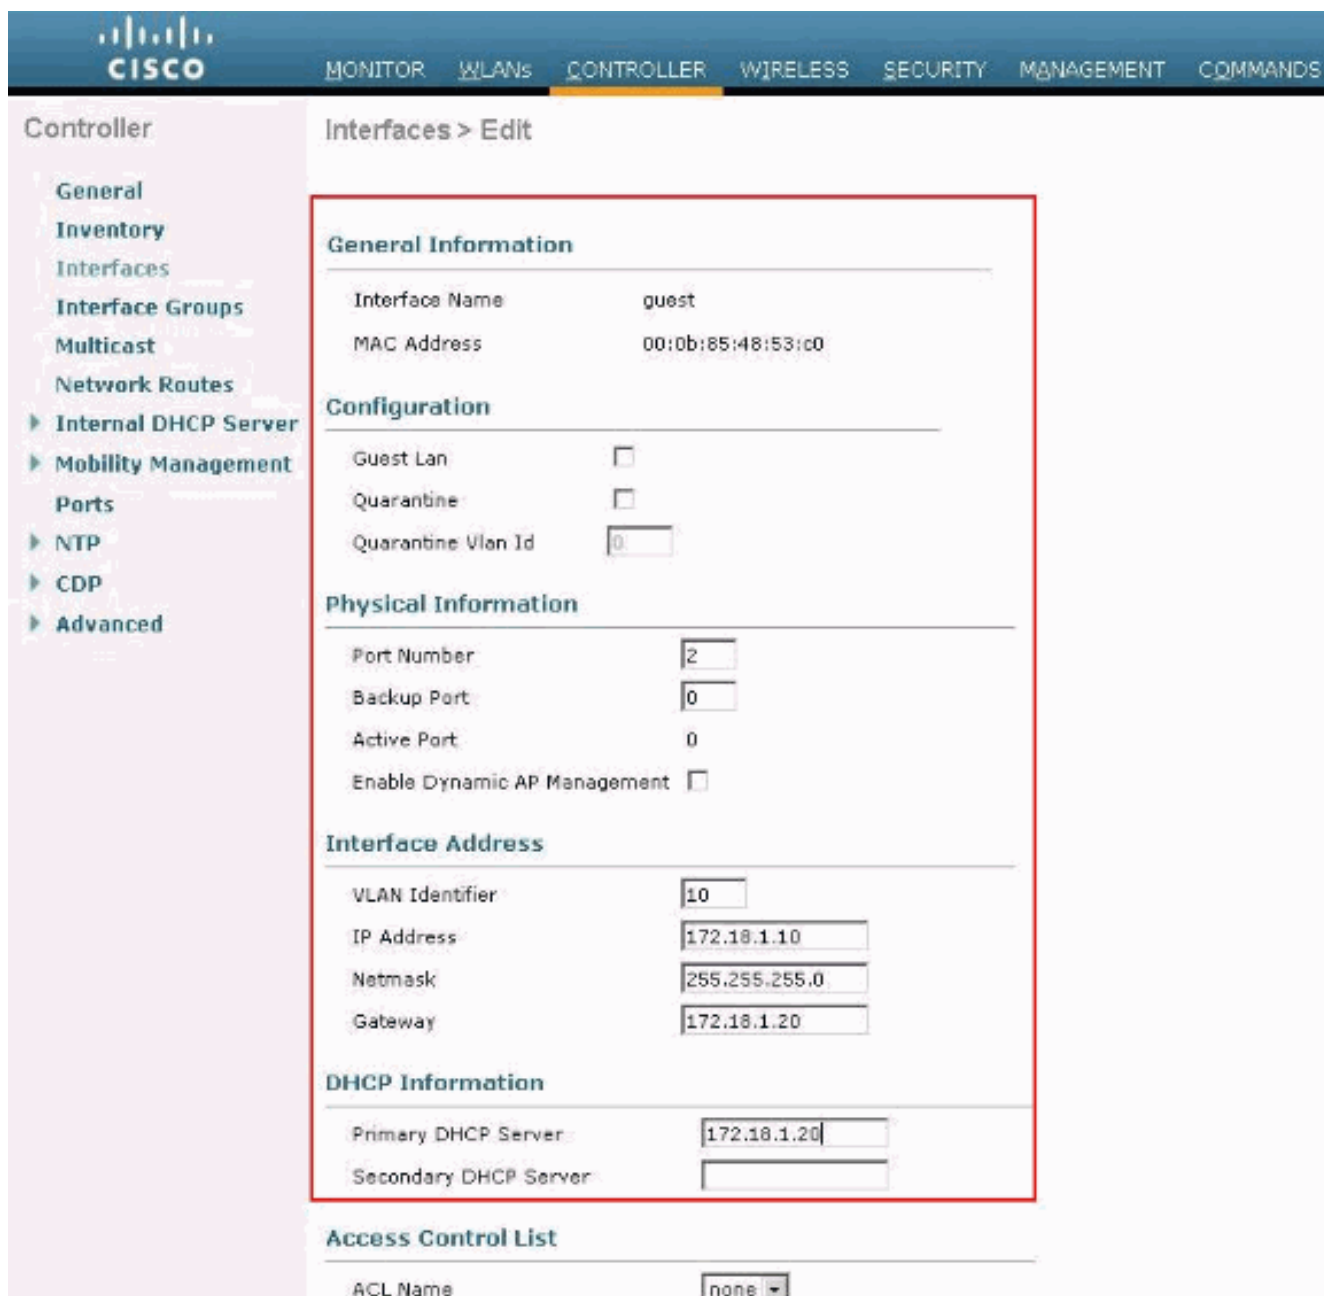 CISCO
MONITOR WLANs CONTROLLER WIRELESS SECURITY MANAGEMENT COMMANDS
Controller
General
Inventory
Interfaces
Interface Groups
Multicast
Network Routes
Internal DHCP Server
Mobility Management
Ports
NTP
CDP
Advanced
Interfaces > Edit
General Information
Interface Name guest
MAC Address 00:0b:85:48:53:c0
Configuration
Guest Lan
Quarantine
Quarantine Vlan Id 0
Physical Information
Port Number 2
Backup Port 0
Active Port 0
Enable Dynamic AP Management
Interface Address
VLAN Identifier 10
IP Address 172.18.1.10
Netmask 255.255.255.0
Gateway 172.18.1.20
DHCP Information
Primary DHCP Server 172.18.1.20
Secondary DHCP Server
Access Control List
ACL Name none